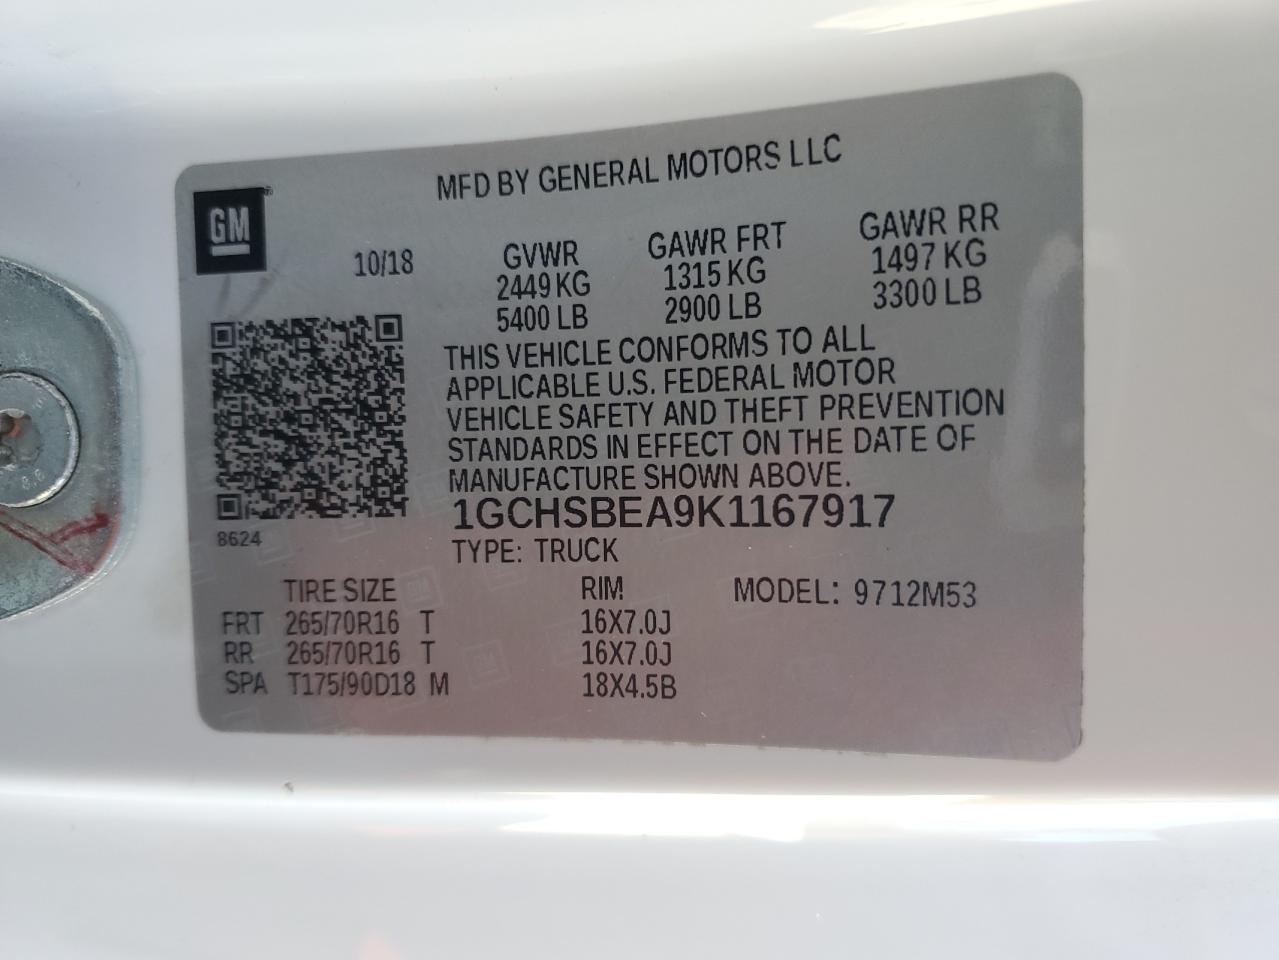 MFD BY GENERAL MOTORS LLC
GM ®
10/18 GVWR GAWR FRT GAWR RR
2449 KG 1315 KG 1497 KG
5400 LB 2900 LB 3300 LB
THIS VEHICLE CONFORMS TO ALL
APPLICABLE U.S. FEDERAL MOTOR
VEHICLE SAFETY AND THEFT PREVENTION
STANDARDS IN EFFECT ON THE DATE OF
MANUFACTURE SHOWN ABOVE.
1GCHSBEA9K1167917
8624
TYPE: TRUCK
TIRE SIZE RIM MODEL: 9712M53
FRT 265/70R16 T 16X7.0J
RR 265/70R16 T 16X7.0J
SPA T175/90D18 M 18X4.5B